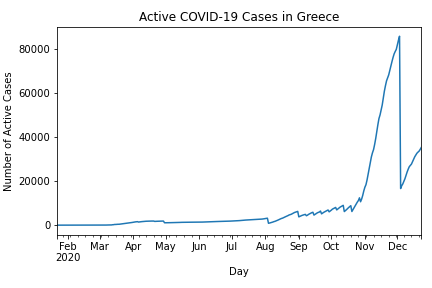 Active COVID-19 Cases in Greece
Number of Active Cases
80000
60000
40000
20000
0
Feb Mar Apr May Jun Jul Aug Sep Oct Nov Dec
2020
Day